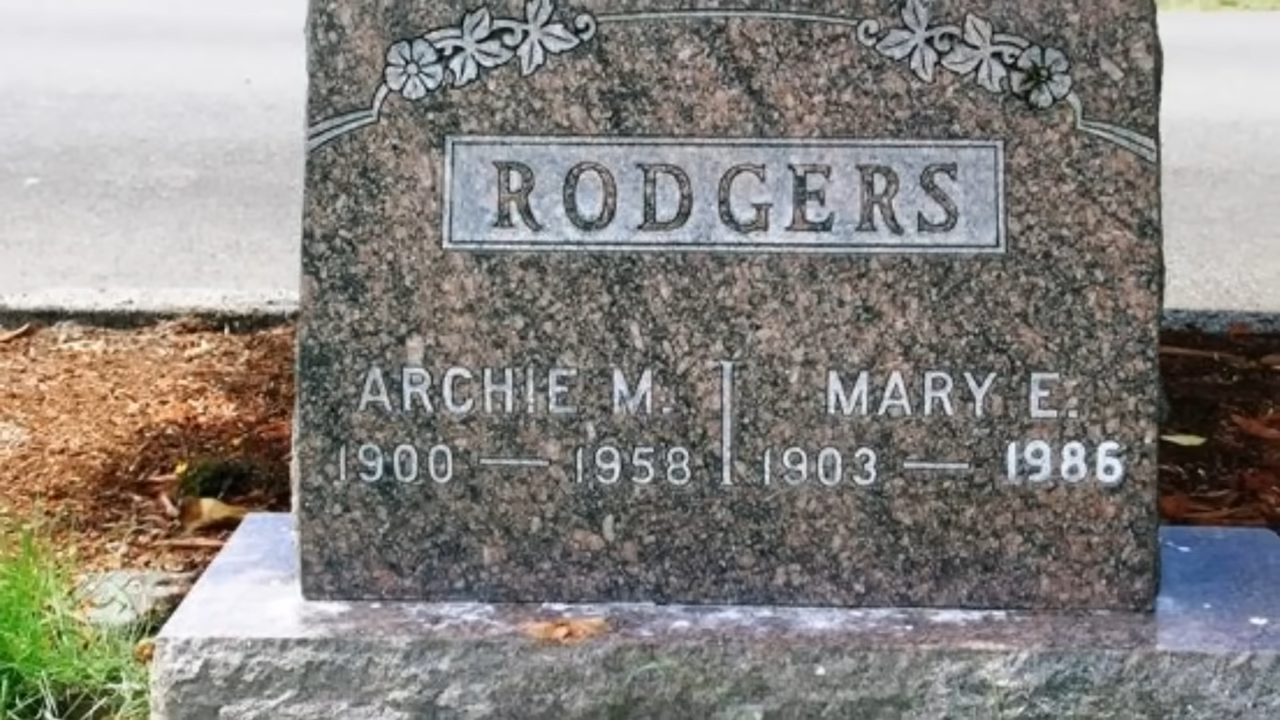 RODGERS
ARCHIE M. MARY E.
1900 — 1958 1903 — 1986